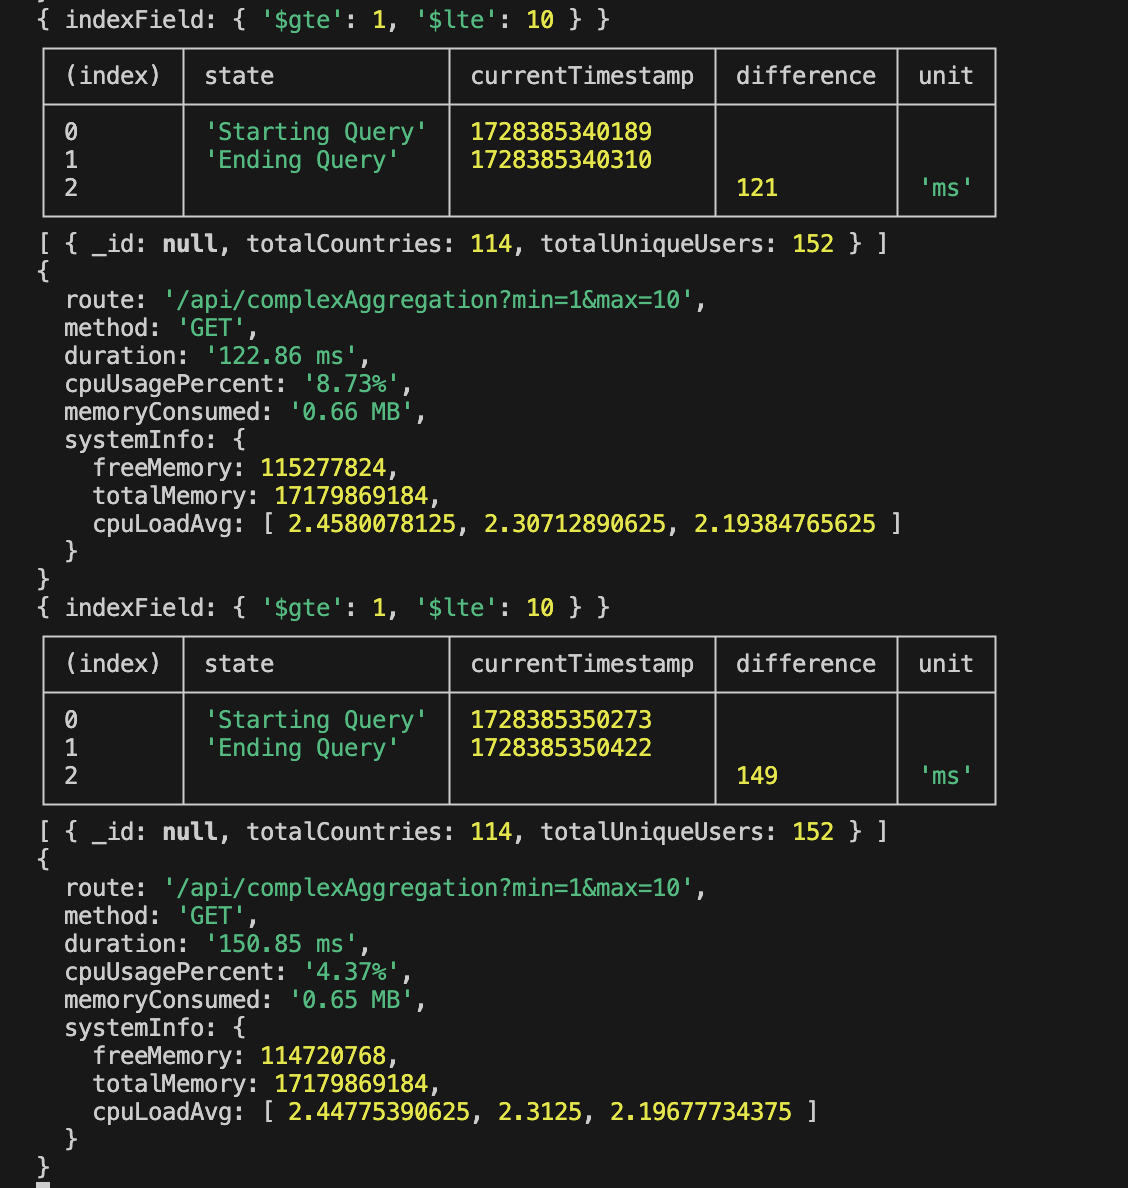 { indexField: { '$gte': 1, '$lte': 10 } }
(index) state currentTimestamp difference unit
0 'Starting Query' 1728385340189
1 'Ending Query' 1728385340310
2 121 'ms'
[ { _id: null, totalCountries: 114, totalUniqueUsers: 152 } ]
{
route: '/api/complexAggregation?min=1&max=10',
method: 'GET',
duration: '122.86 ms',
cpuUsagePercent: '8.73%',
memoryConsumed: '0.66 MB',
systemInfo: {
freeMemory: 115277824,
totalMemory: 17179869184,
cpuLoadAvg: [ 2.4580078125, 2.30712890625, 2.19384765625 ]
}
}
{ indexField: { '$gte': 1, '$lte': 10 } }
(index) state currentTimestamp difference unit
0 'Starting Query' 1728385350273
1 'Ending Query' 1728385350422
2 149 'ms'
[ { _id: null, totalCountries: 114, totalUniqueUsers: 152 } ]
{
route: '/api/complexAggregation?min=1&max=10',
method: 'GET',
duration: '150.85 ms',
cpuUsagePercent: '4.37%',
memoryConsumed: '0.65 MB',
systemInfo: {
freeMemory: 114720768,
totalMemory: 17179869184,
cpuLoadAvg: [ 2.44775390625, 2.3125, 2.19677734375 ]
}
}